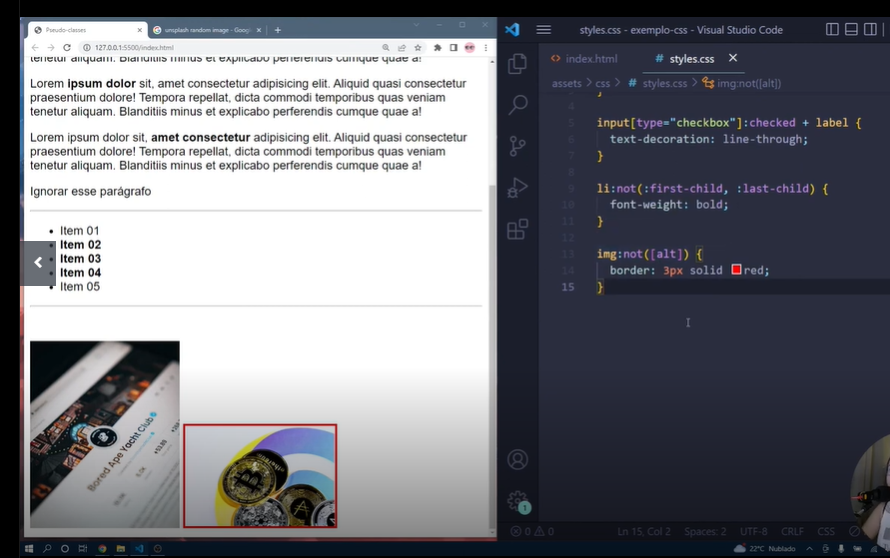 Pseudo-classes
unsplash random image - Goog
127.0.0.1:5500/index.html
tenetur aliquam. Blanditiis minus et explicabo perferendis cumque quae a!
Lorem ipsum dolor sit, amet consectetur adipisicing elit. Aliquid quasi consectetur
praesentium dolore! Tempora repellat, dicta commodi temporibus quas veniam
tenetur aliquam. Blanditiis minus et explicabo perferendis cumque quae a!
Lorem ipsum dolor sit, amet consectetur adipisicing elit. Aliquid quasi consectetur
praesentium dolore! Tempora repellat, dicta commodi temporibus quas veniam
tenetur aliquam. Blanditiis minus et explicabo perferendis cumque quae a!
Ignorar esse parágrafo
Item 01
Item 02
Item 03
Item 04
Item 05
Bored Ape Yacht Club
styles.css - exemplo-css - Visual Studio Code
index.html
# styles.css
assets > css > # styles.css > img:not([alt])
4 }
5 input[type="checkbox"]:checked + label {
6 text-decoration: line-through;
7 }
8
9 li:not(:first-child, :last-child) {
10 font-weight: bold;
11 }
12
13 img:not([alt]) {
14 border: 3px solid red;
15 }
1
0 0 Ln 15, Col 2 Spaces: 2 UTF-8 CRLF CSS
22°C Nublado